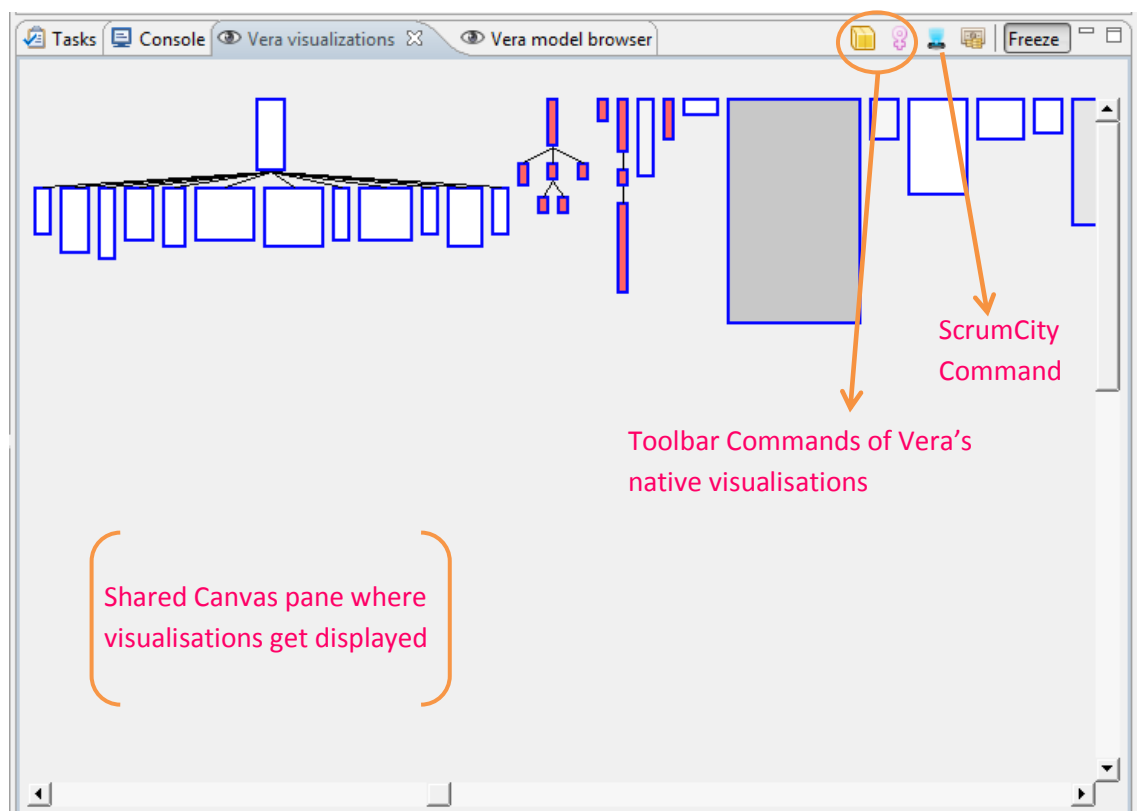 Tasks Console Vera visualizations Vera model browser Freeze
ScrumCity
Command
Toolbar Commands of Vera’s
native visualisations
Shared Canvas pane where
visualisations get displayed